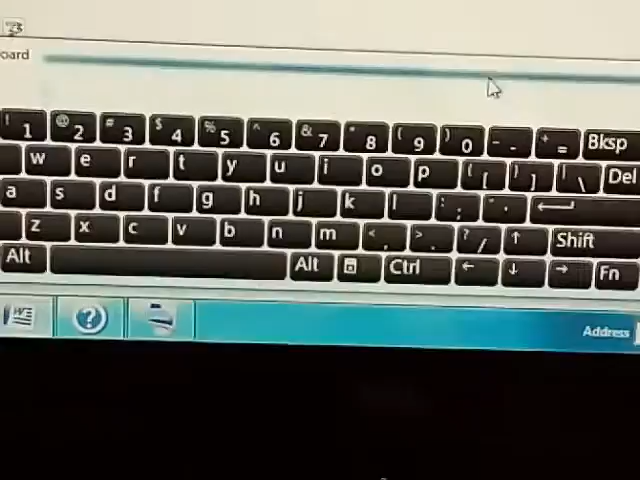 oard
! 1 @ 2 # 3 $ 4 % 5 ^ 6 & 7 * 8 ( 9 ) 0 - - + = Bksp
w e r t y u i o p { [ } ] | \ Del
a s d f g h j k l : ; " '
z x c v b n m < , > . ? / ↑ Shift
Alt Alt Ctrl ← ↓ → Fn
W ? Address